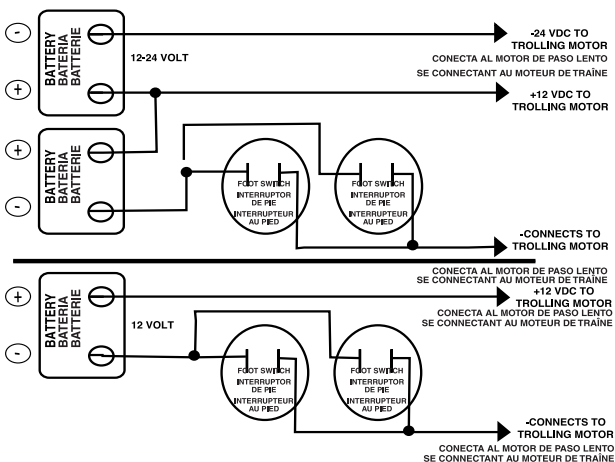 -
+
BATTERY
BATERIA
BATTERIE
12-24 VOLT
-24 VDC TO
TROLLING MOTOR
CONECTA AL MOTOR DE PASO LENTO
SE CONNECTANT AU MOTEUR DE TRAÎNE
+12 VDC TO
TROLLING MOTOR
+
-
BATTERY
BATERIA
BATTERIE
FOOT SWITCH
INTERRUPTOR
DE PIE
INTERRUPTEUR
AU PIED
FOOT SWITCH
INTERRUPTOR
DE PIE
INTERRUPTEUR
AU PIED
-CONNECTS TO
TROLLING MOTOR
CONECTA AL MOTOR DE PASO LENTO
SE CONNECTANT AU MOTEUR DE TRAÎNE
+
-
BATTERY
BATERIA
BATTERIE
12 VOLT
+12 VDC TO
TROLLING MOTOR
CONECTA AL MOTOR DE PASO LENTO
SE CONNECTANT AU MOTEUR DE TRAÎNE
FOOT SWITCH
INTERRUPTOR
DE PIE
INTERRUPTEUR
AU PIED
FOOT SWITCH
INTERRUPTOR
DE PIE
INTERRUPTEUR
AU PIED
-CONNECTS TO
TROLLING MOTOR
CONECTA AL MOTOR DE PASO LENTO
SE CONNECTANT AU MOTEUR DE TRAÎNE